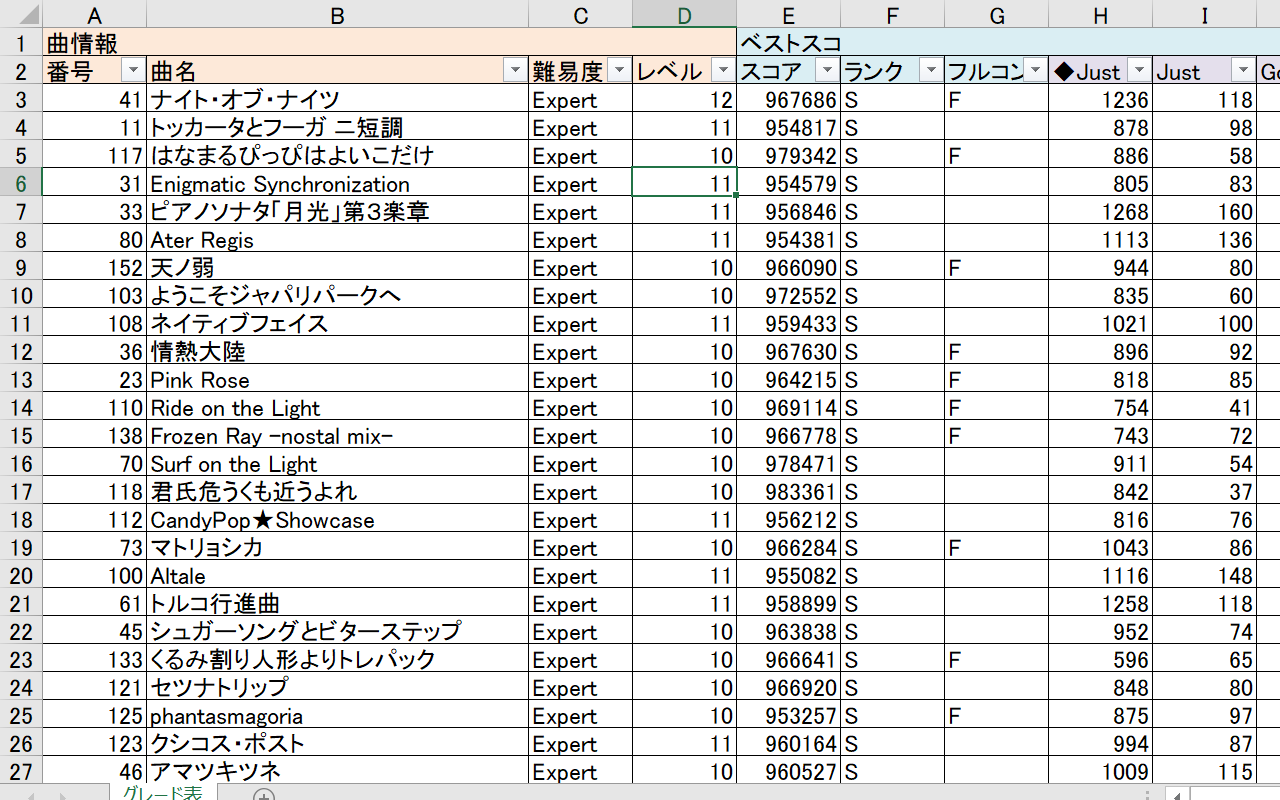 A B C D E F G H I
1 曲情報 ベストスコ
2 番号 曲名 難易度 レベル スコア ランク フルコン ◆Just Just Go
3 41 ナイト・オブ・ナイツ Expert 12 967686 S F 1236 118
4 11 トッカータとフーガ ニ短調 Expert 11 954817 S 878 98
5 117 はなまるぴっぴはよいこだけ Expert 10 979342 S F 886 58
6 31 Enigmatic Synchronization Expert 11 954579 S 805 83
7 33 ピアノソナタ「月光」第3楽章 Expert 11 956846 S 1268 160
8 80 Ater Regis Expert 11 954381 S 1113 136
9 152 天ノ弱 Expert 10 966090 S F 944 80
10 103 ようこそジャパリパークへ Expert 10 972552 S 835 60
11 108 ネイティブフェイス Expert 11 959433 S 1021 100
12 36 情熱大陸 Expert 10 967630 S F 896 92
13 23 Pink Rose Expert 10 964215 S F 818 85
14 110 Ride on the Light Expert 10 969114 S F 754 41
15 138 Frozen Ray -nostal mix- Expert 10 966778 S F 743 72
16 70 Surf on the Light Expert 10 978471 S 911 54
17 118 君氏危うくも近うよれ Expert 10 983361 S 842 37
18 112 CandyPop★Showcase Expert 11 956212 S 816 76
19 73 マトリョシカ Expert 10 966284 S F 1043 86
20 100 Altale Expert 11 955082 S 1116 148
21 61 トルコ行進曲 Expert 11 958899 S 1258 118
22 45 シュガーソングとビターステップ Expert 10 963838 S 952 74
23 133 くるみ割り人形よりトレパック Expert 10 966641 S F 596 65
24 121 セツナトリップ Expert 10 966920 S 848 80
25 125 phantasmagoria Expert 10 953257 S F 875 97
26 123 クシコス・ポスト Expert 11 960164 S 994 87
27 46 アマツキツネ Expert 10 960527 S 1009 115
グレード表